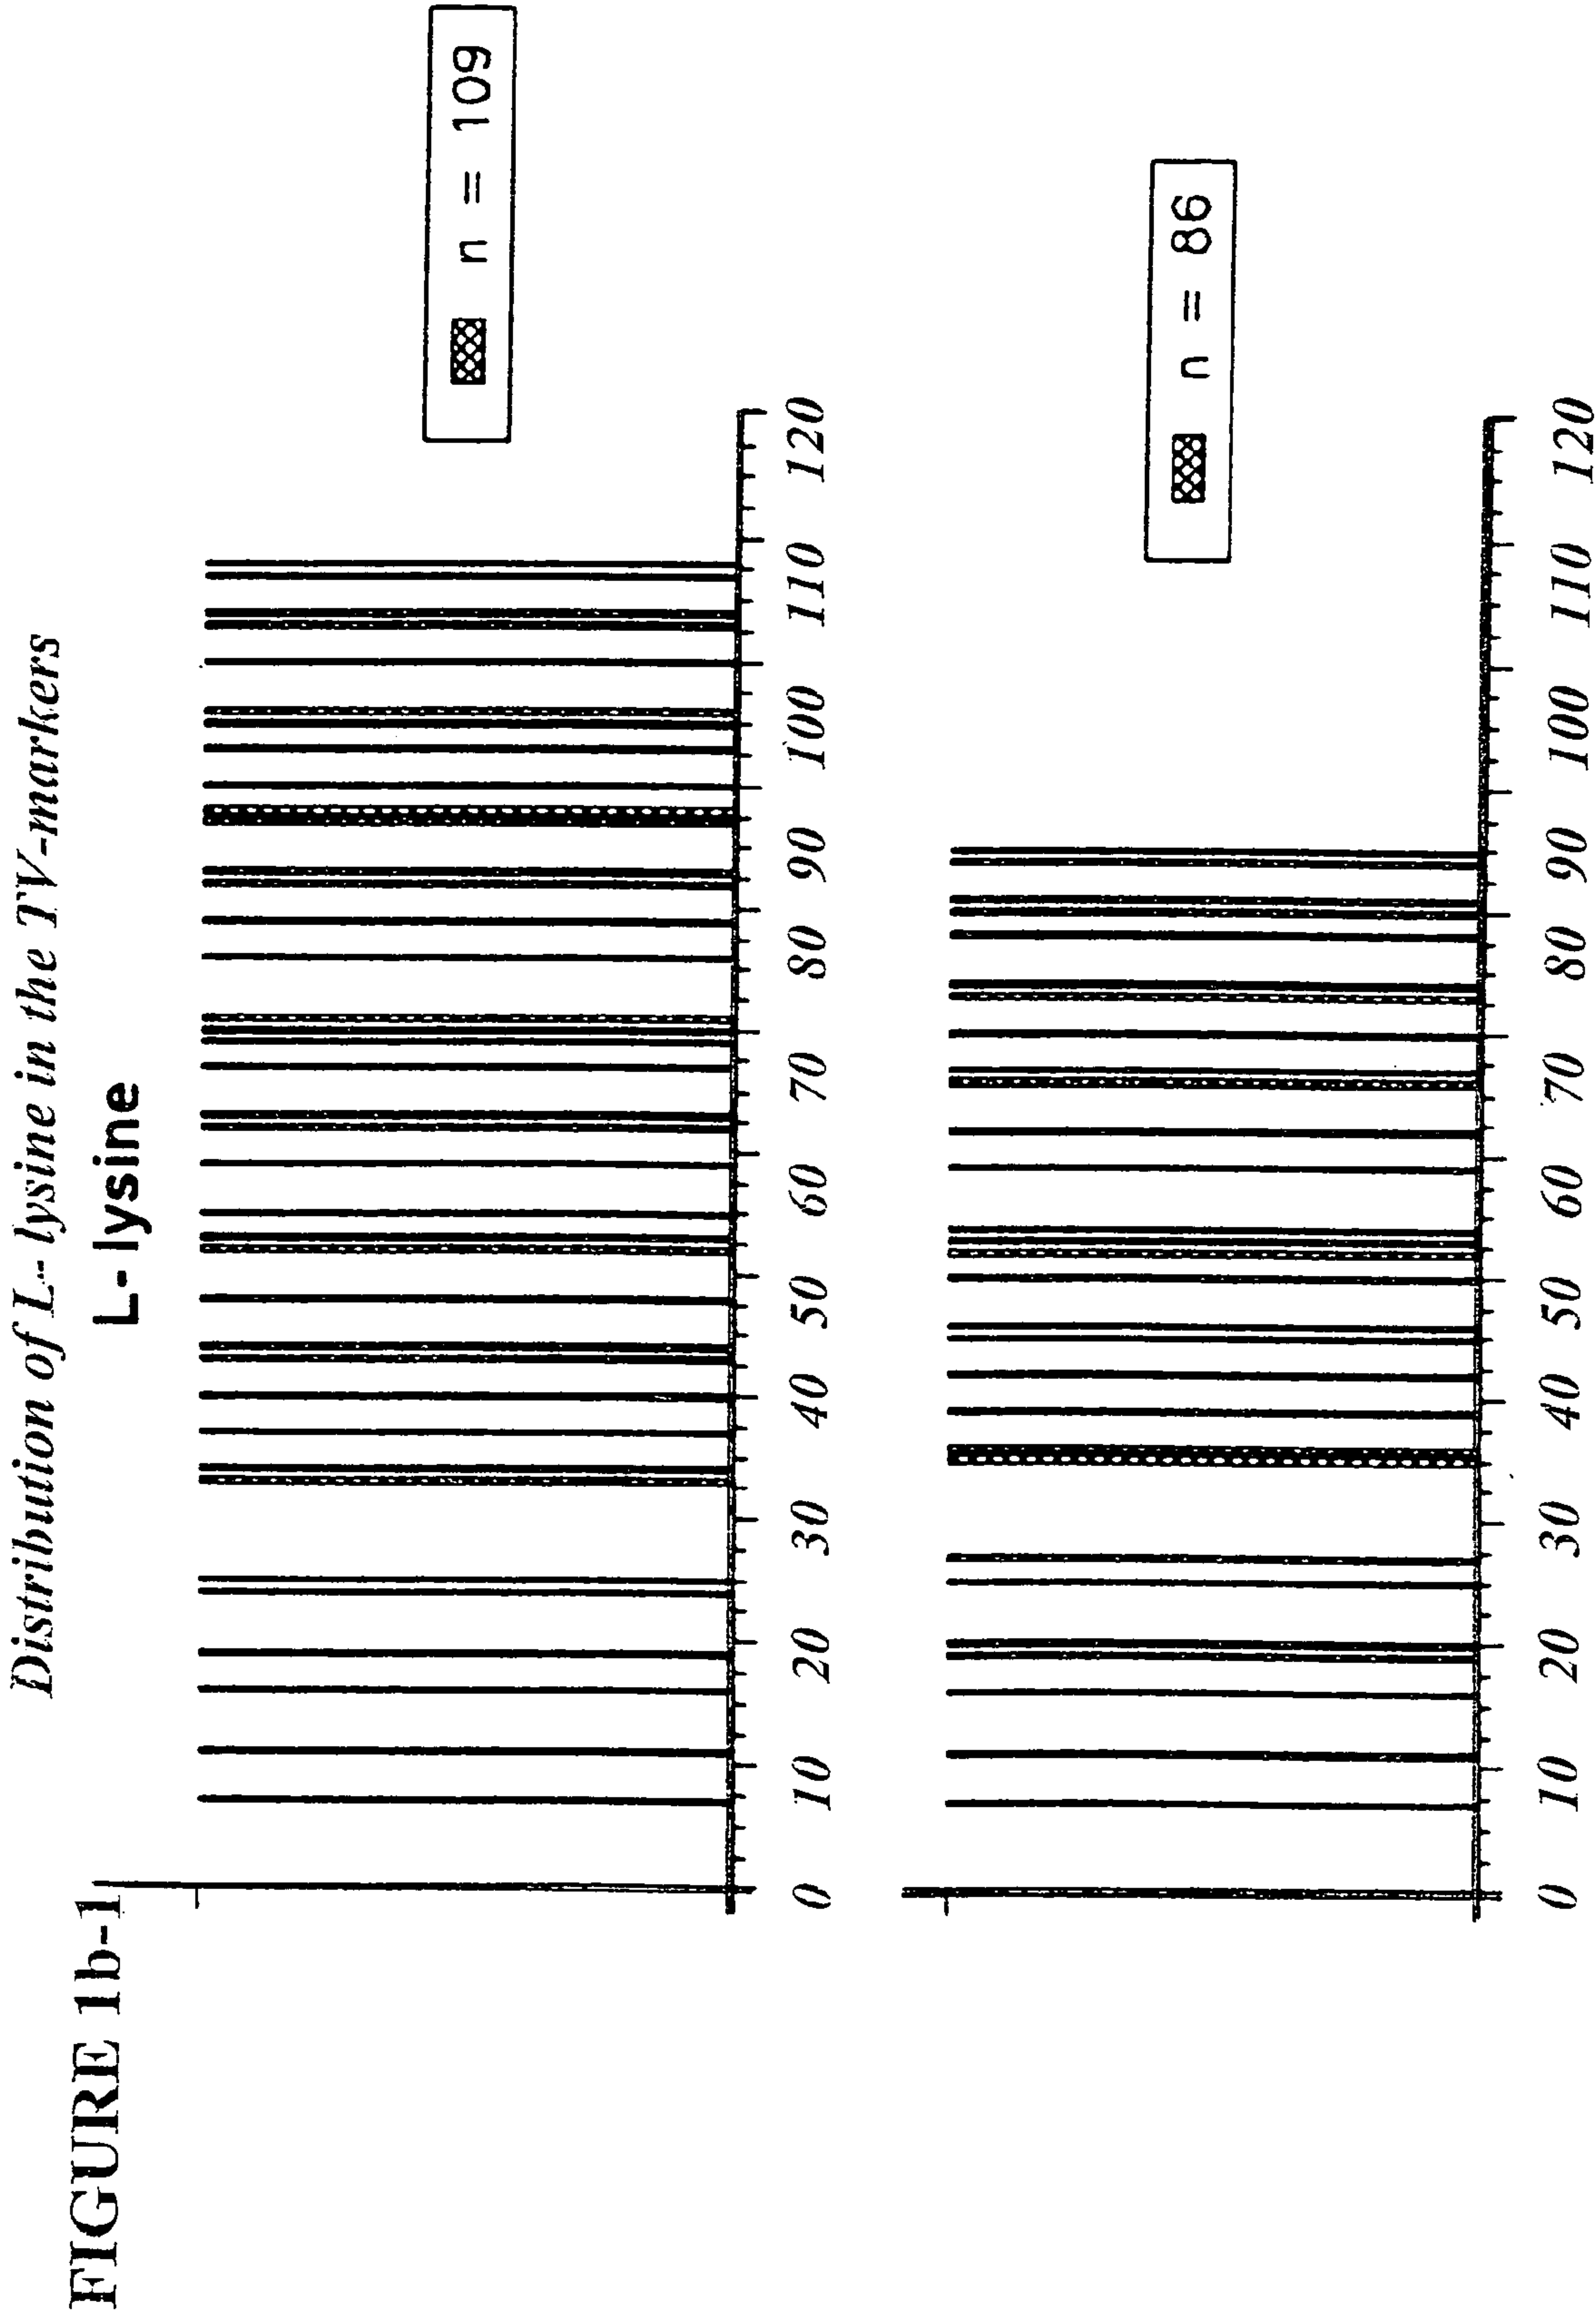 FIGURE 1b-1
Distribution of L-lysine in the TV-markers
L-lysine
n = 109
0 10 20 30 40 50 60 70 80 90 100 110 120
n = 86
0 10 20 30 40 50 60 70 80 90 100 110 120